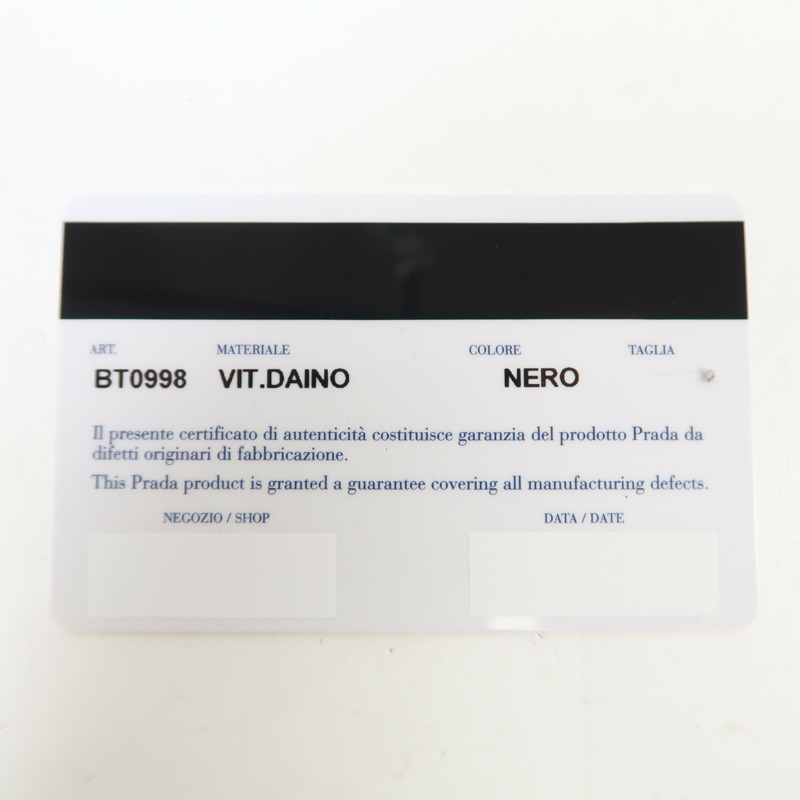 ART. MATERIALE COLORE TAGLIA
BT0998 VIT.DAINO NERO
Il presente certificato di autenticità costituisce garanzia del prodotto Prada da
difetti originari di fabbricazione.
This Prada product is granted a guarantee covering all manufacturing defects.
NEGOZIO / SHOP DATA / DATE